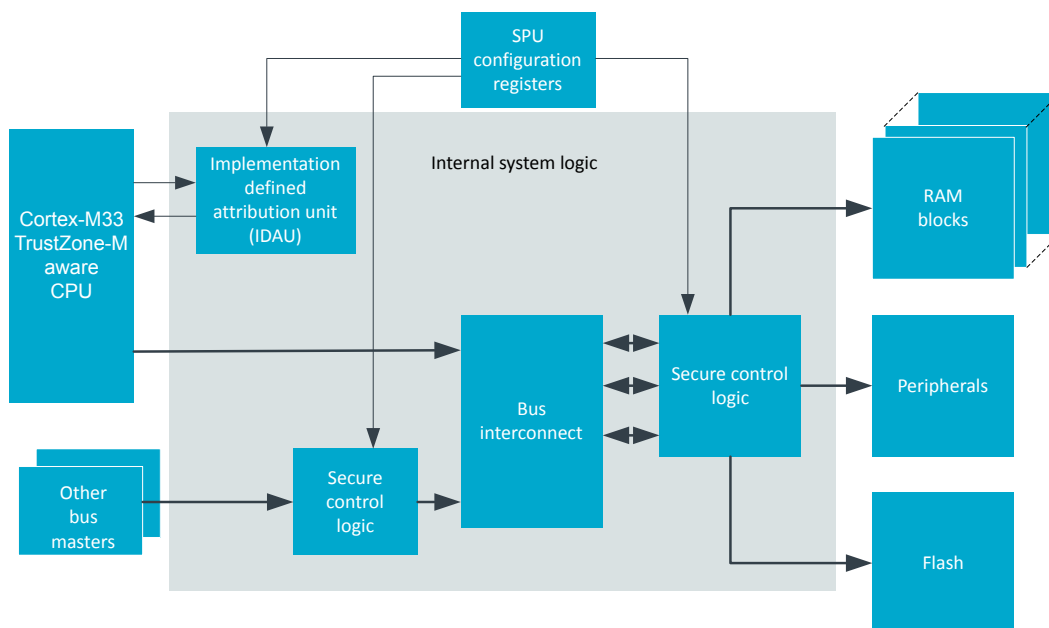 SPU
configuration
registers
Internal system logic
Implementation
defined
attribution unit
(IDAU)
RAM
blocks
Cortex-M33
TrustZone-M
aware
CPU
Secure control
logic
Peripherals
Bus
interconnect
Secure
control
logic
Other
bus
masters
Flash